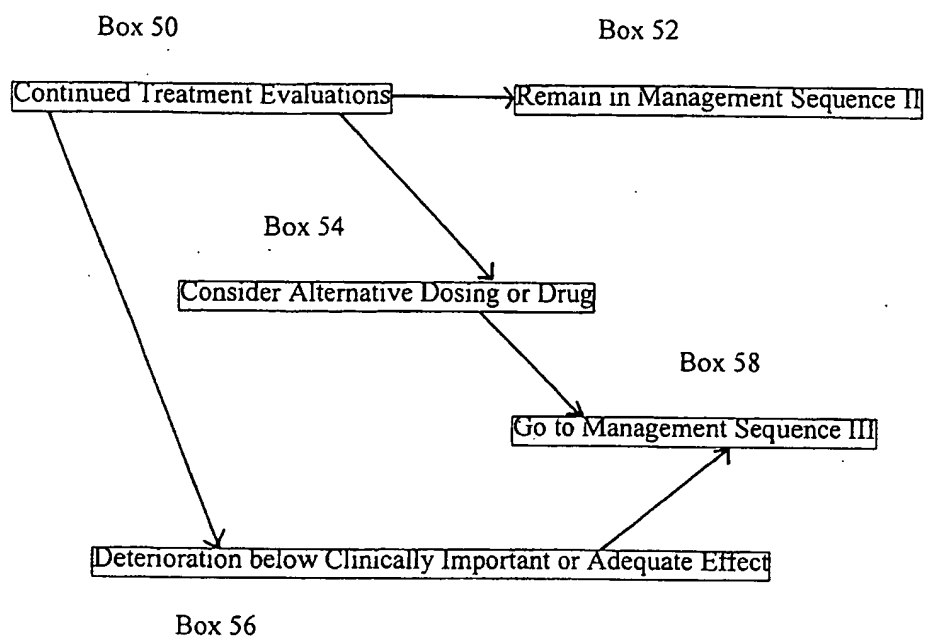 Box 50
Box 52
Continued Treatment Evaluations
Remain in Management Sequence II
Box 54
Consider Alternative Dosing or Drug
Box 58
Go to Management Sequence III
Deterioration below Clinically Important or Adequate Effect
Box 56